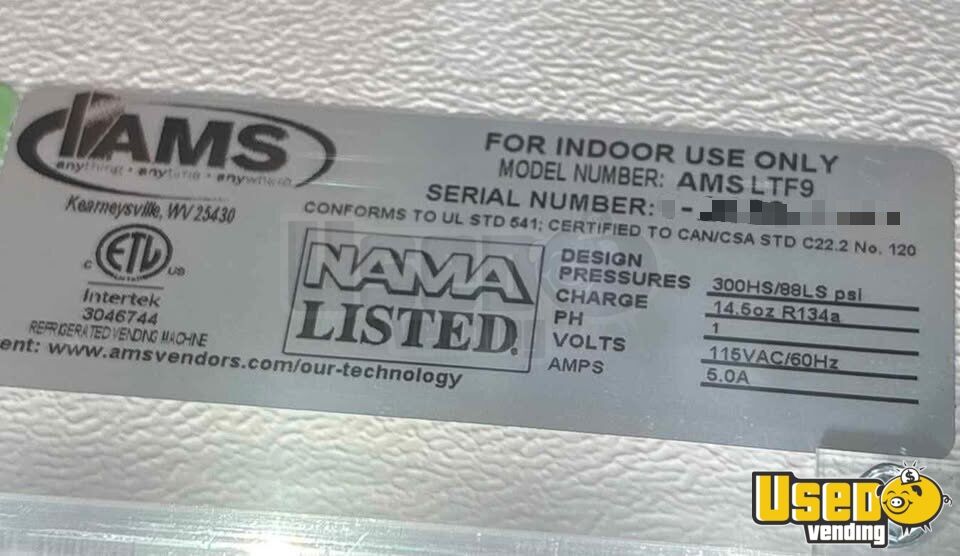 AMS
anything • anytime • anywhere
Kearneysville, WV 25430
FOR INDOOR USE ONLY
MODEL NUMBER: AMS LTF9
SERIAL NUMBER:
CONFORMS TO UL STD 541; CERTIFIED TO CAN/CSA STD C22.2 No. 120
C ETL US
Intertek
3046744
REFRIGERATED VENDING MACHINE
ent: www.amsvendors.com/our-technology
NAMA
LISTED
DESIGN
PRESSURES 300HS/88LS psi
CHARGE 14.5oz R134a
PH 1
VOLTS 115VAC/60Hz
AMPS 5.0A
USED
vending